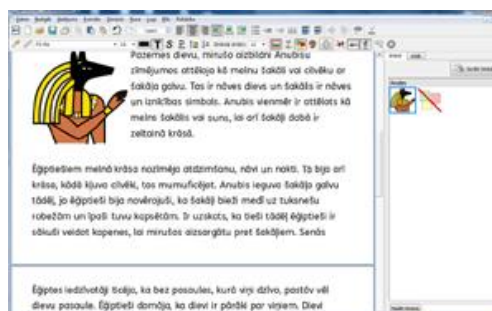 Pazemes dievu, mirušo aizbildni Anubisu
zīmējumos attēloja kā melnu šakāli vai cilvēku ar
šakāļa galvu. Tas ir nāves dievs un šakālis ir nāves
un iznīcības simbols. Anubis vienmēr ir attēlots kā
melns šakālis vai suns, lai arī šakāļi dabā ir
zeltainā krāsā.
Ēģiptiešiem melnā krāsa nozīmēja atdzimšanu, nāvi un nakti. Tā bija arī
krāsa, kādā kļuva cilvēki, tos mumuficējot. Anubis ieguva šakāļa galvu
tādēļ, jo ēģiptieši bija novērojuši, ka šakāļi bieži medī uz tuksnešu
robežām un īpaši tuvu kapsētām. Ir uzskats, ka tieši tādēļ ēģiptieši ir
sākuši veidot kapenes, lai mirušos aizsargātu pret šakāļiem. Senās
Ēģiptes iedzīvotāji ticēja, ka bez pasaules, kurā viņi dzīvo, pastāv vēl
dievu pasaule. Ēģiptieši domāja, ka dievi ir pārāki par viņiem. Dievi